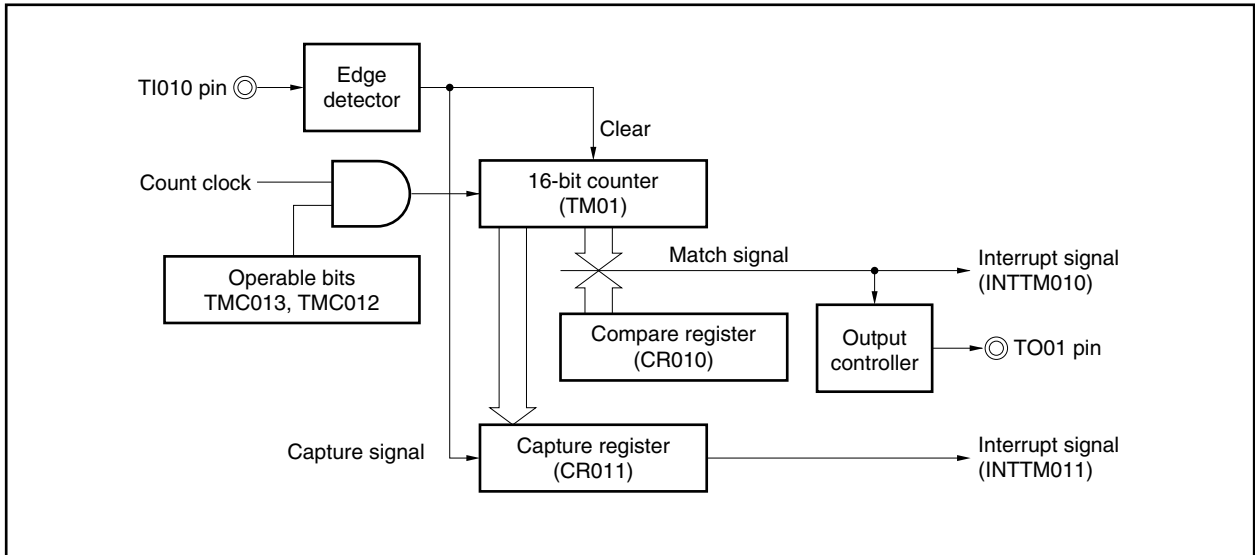 TI010 pin
Edge
detector
Clear
Count clock
16-bit counter
(TM01)
Operable bits
TMC013, TMC012
Match signal
Interrupt signal
(INTTM010)
Compare register
(CR010)
Output
controller
TO01 pin
Capture signal
Capture register
(CR011)
Interrupt signal
(INTTM011)